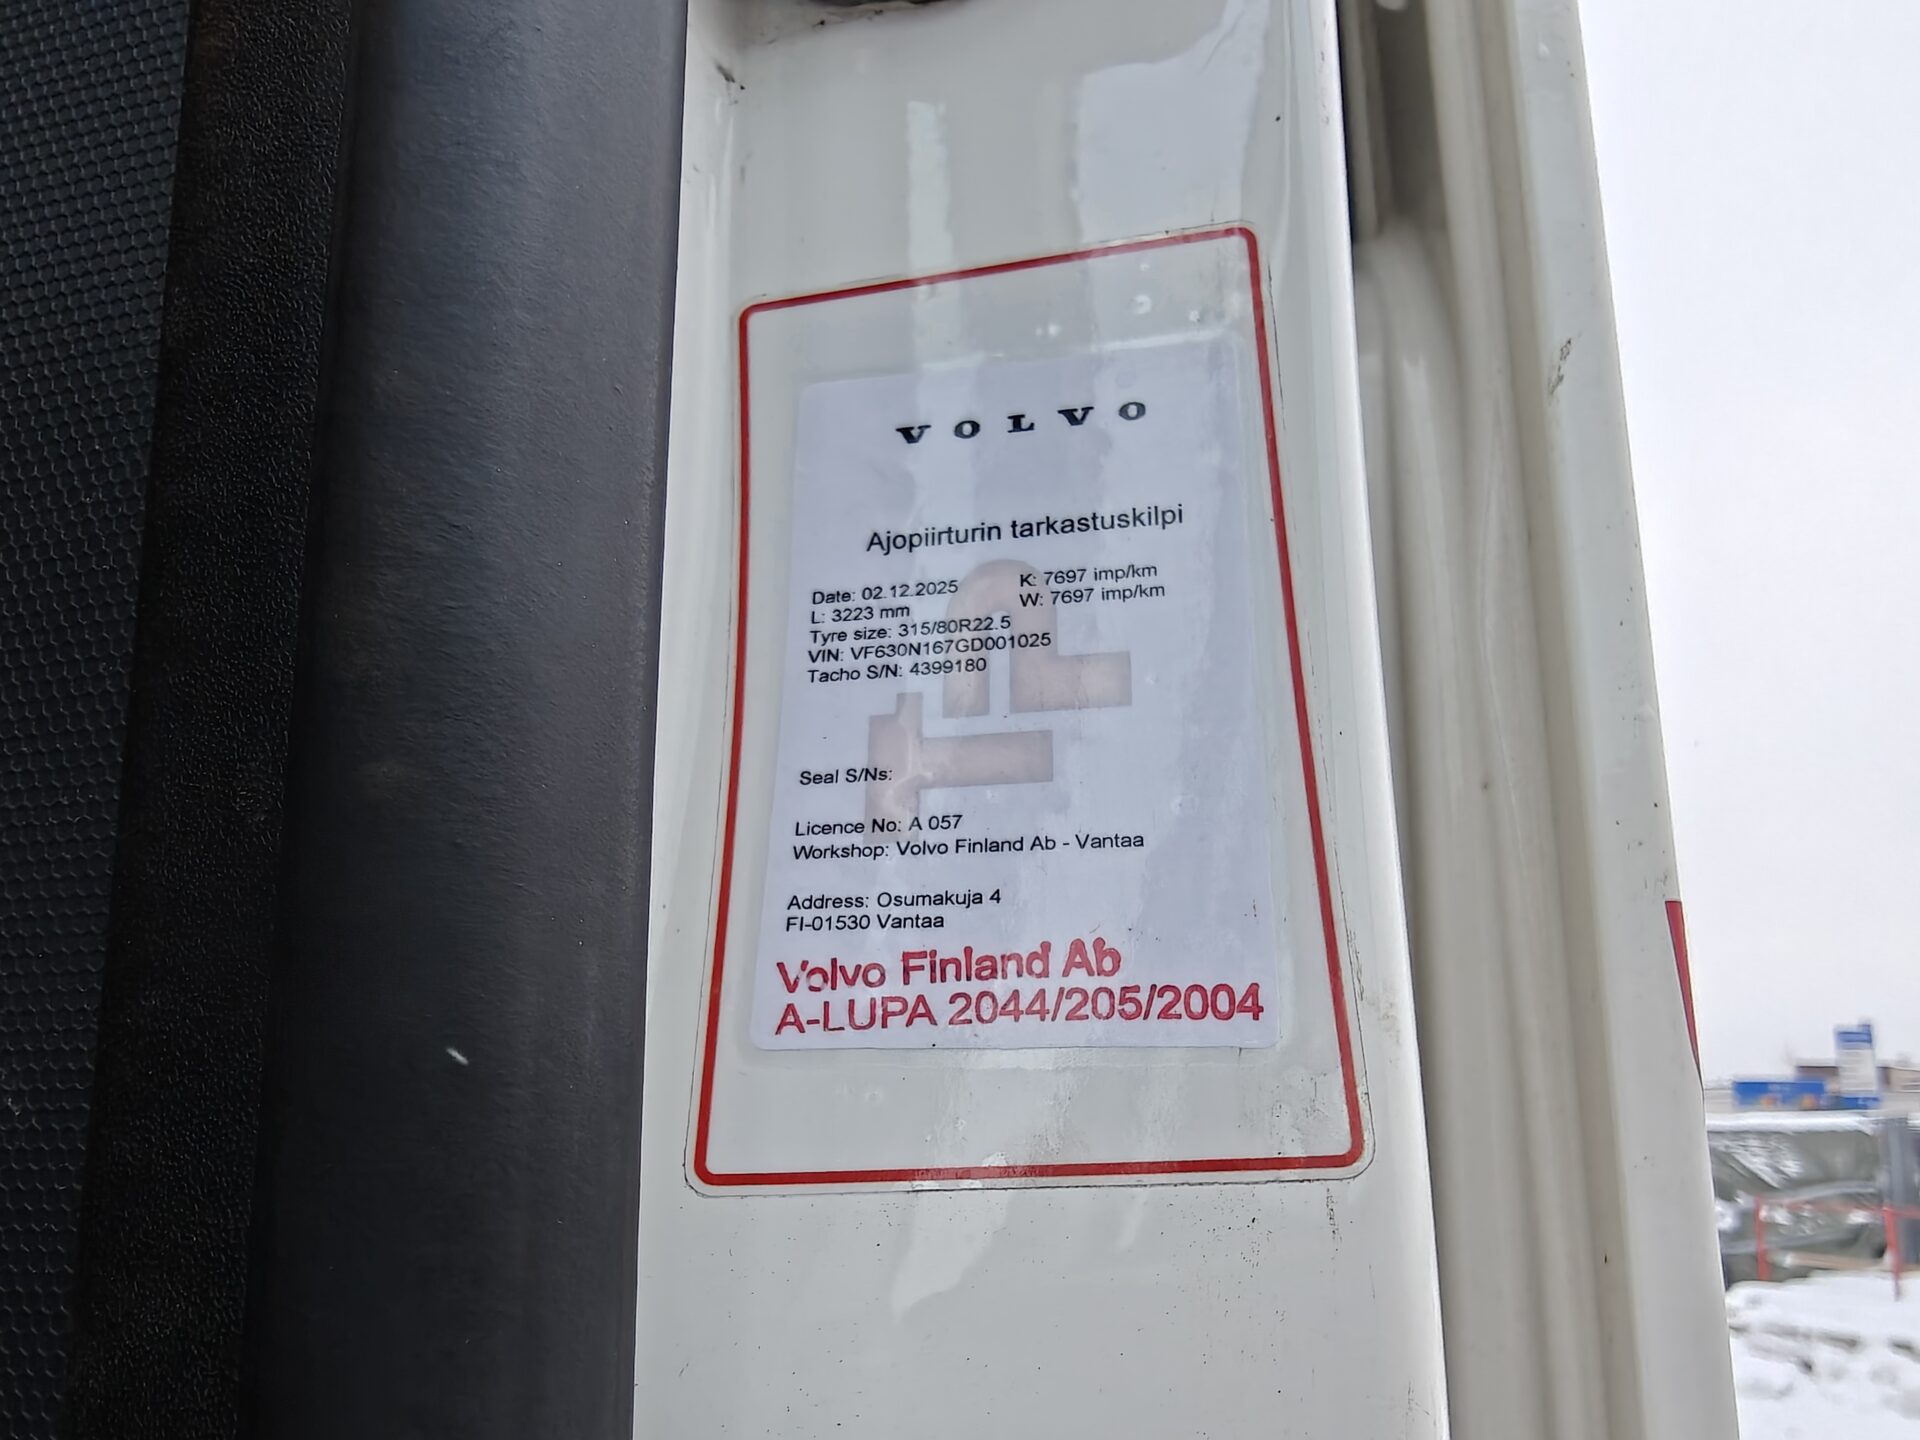 VOLVO
Ajopiirturin tarkastuskilpi
Date: 02.12.2025 K: 7697 imp/km
L: 3223 mm W: 7697 imp/km
Tyre size: 315/80R22.5
VIN: VF630N167GD001025
Tacho S/N: 4399180
Seal S/Ns:
Licence No: A 057
Workshop: Volvo Finland Ab - Vantaa
Address: Osumakuja 4
FI-01530 Vantaa
Volvo Finland Ab
A-LUPA 2044/205/2004